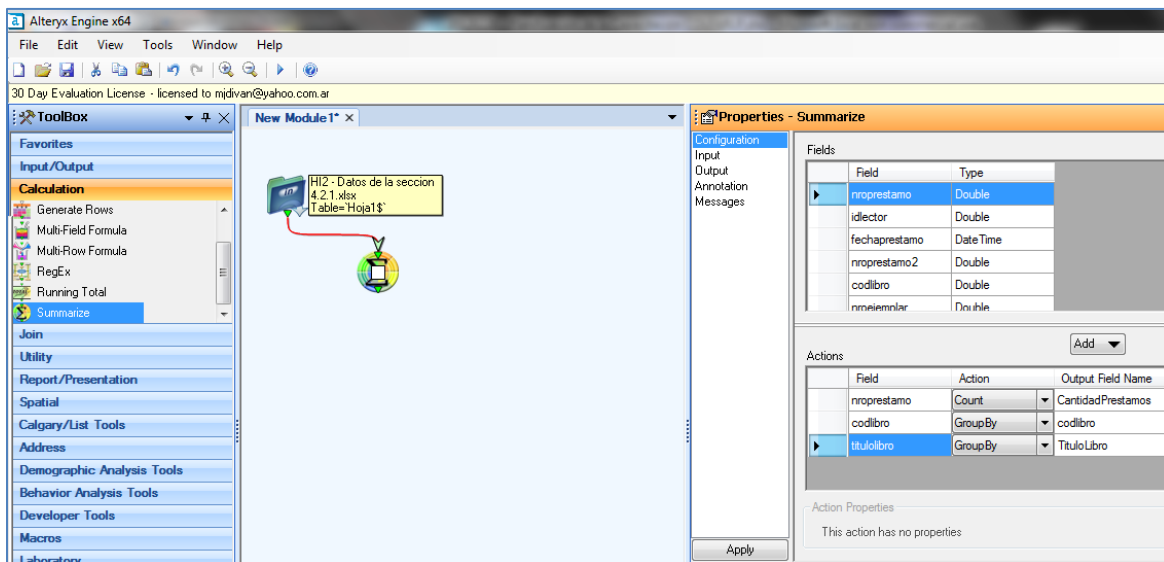 a Alteryx Engine x64
File Edit View Tools Window Help
30 Day Evaluation License - licensed to mjdivan@yahoo.com.ar
ToolBox
Favorites
Input/Output
Calculation
Generate Rows
Multi-Field Formula
Multi-Row Formula
RegEx
Running Total
Summarize
Join
Utility
Report/Presentation
Spatial
Calgary/List Tools
Address
Demographic Analysis Tools
Behavior Analysis Tools
Developer Tools
Macros
Laboratory
New Module1*
in
HI2 - Datos de la seccion
4.2.1.xlsx
Table=`Hoja1$`
Properties - Summarize
Configuration
Input
Output
Annotation
Messages
Apply
Fields
Field Type
nroprestamo Double
idlector Double
fechaprestamo DateTime
nroprestamo2 Double
codlibro Double
nroejemplar Double
Add
Actions
Field Action Output Field Name
nroprestamo Count CantidadPrestamos
codlibro GroupBy codlibro
titulolibro GroupBy TituloLibro
Action Properties
This action has no properties